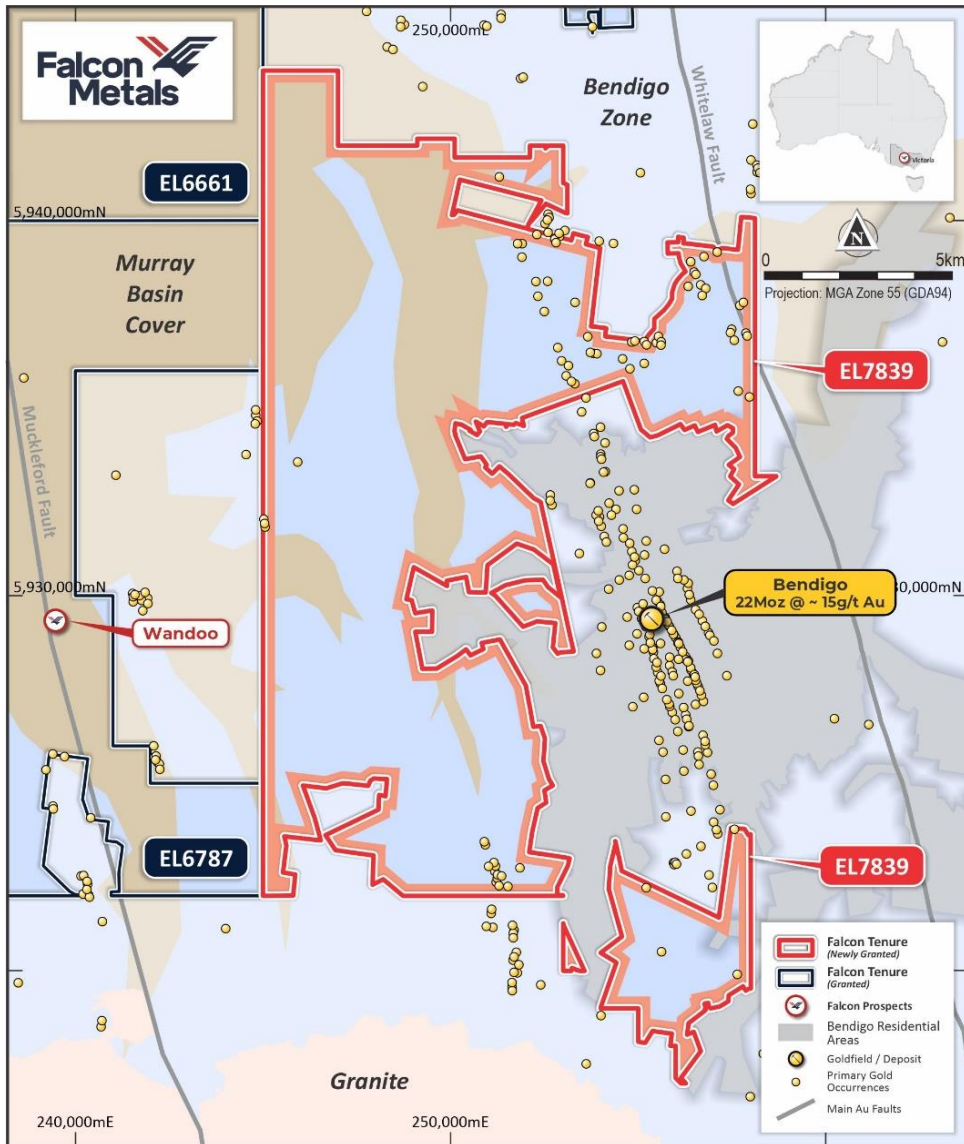 Falcon
Metals
250,000mE
Bendigo
Zone
Whitelaw Fault
Victoria
EL6661
5,940,000mN
N
0
5km
Projection: MGA Zone 55 (GDA94)
Murray
Basin
Cover
EL7839
Muckleford Fault
5,930,000mN
Bendigo
22Moz @ ~ 15g/t Au
30,000mN
Wandoo
EL6787
EL7839
Falcon Tenure
(Newly Granted)
Falcon Tenure
(Granted)
Falcon Prospects
Bendigo Residential
Areas
Goldfield / Deposit
Primary Gold
Occurrences
Main Au Faults
Granite
240,000mE
250,000mE